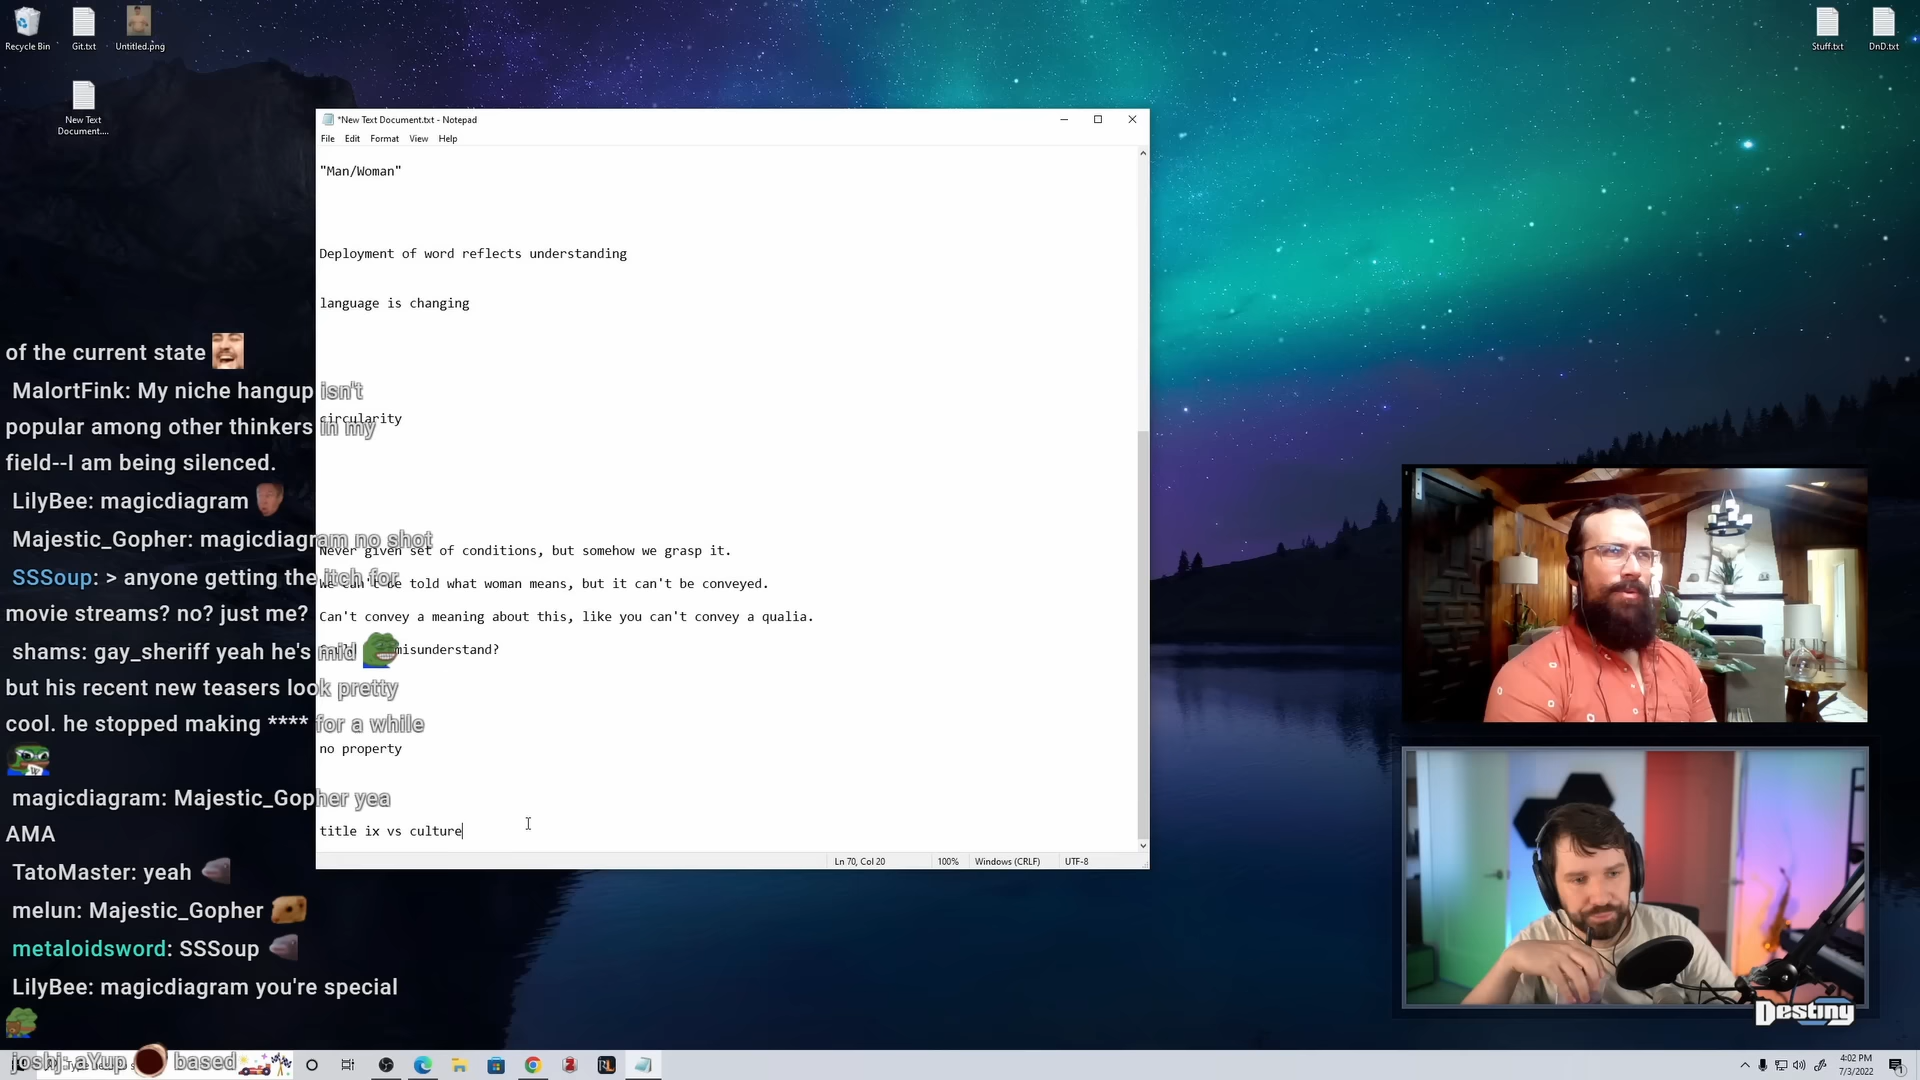 Recycle Bin
Git.txt
Untitled.png
New Text
Document....
Stuff.txt
DnD.txt
*New Text Document.txt - Notepad
File Edit Format View Help
"Man/Woman"
Deployment of word reflects understanding
language is changing
circularity
Never given set of conditions, but somehow we grasp it.
told what woman means, but it can't be conveyed.
Can't convey a meaning about this, like you can't convey a qualia.
misunderstand?
no property
title ix vs culture
Ln 70, Col 20
100%
Windows (CRLF)
UTF-8
of the current state
MalortFink: My niche hangup isn't
popular among other thinkers in my
field--I am being silenced.
LilyBee: magicdiagram
Majestic_Gopher: magicdiagram no shot
SSSoup: > anyone getting the itch for
movie streams? no? just me?
shams: gay_sheriff yeah he's mid
but his recent new teasers look pretty
cool. he stopped making **** for a while
magicdiagram: Majestic_Gopher yea
AMA
TatoMaster: yeah
melun: Majestic_Gopher
metaloidsword: SSSoup
LilyBee: magicdiagram you're special
joshj: aYup based
Destiny
4:02 PM
7/3/2022